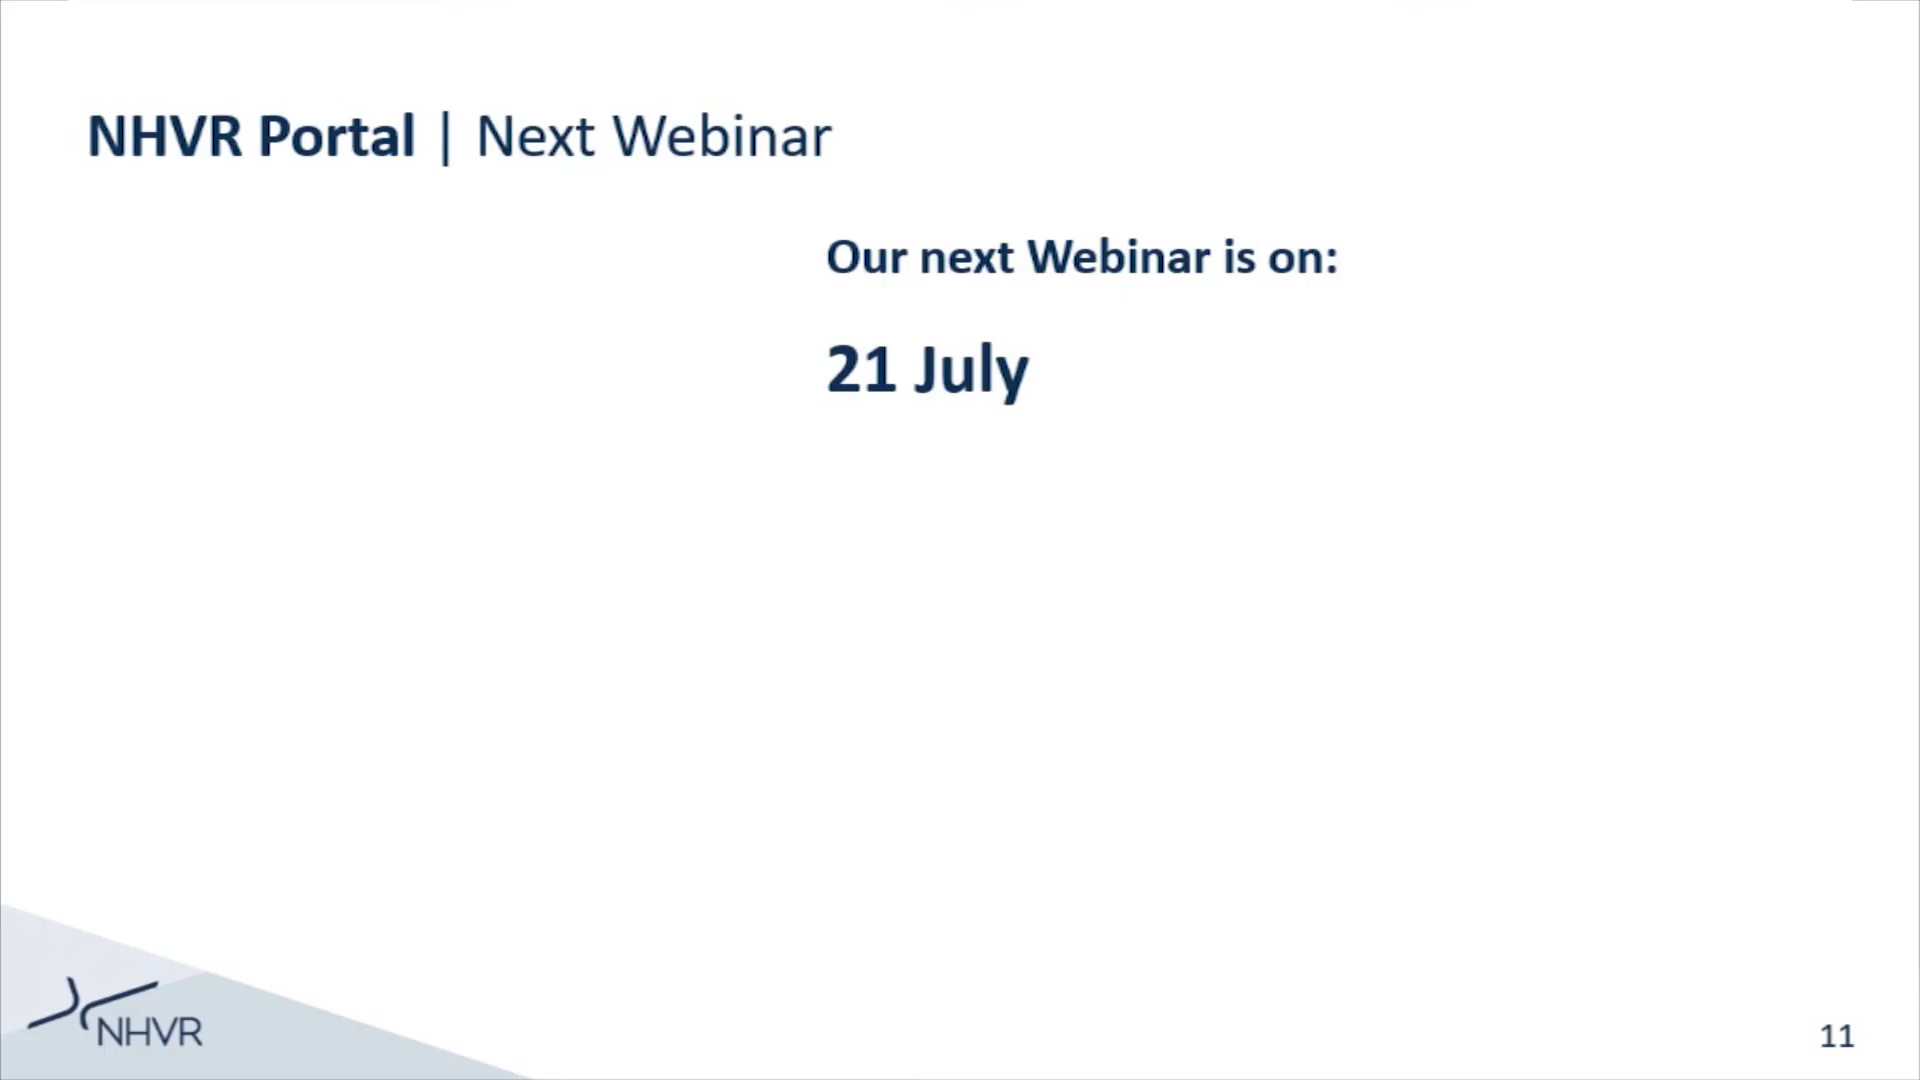 NHVR Portal | Next Webinar
Our next Webinar is on:
21 July
NHVR
11